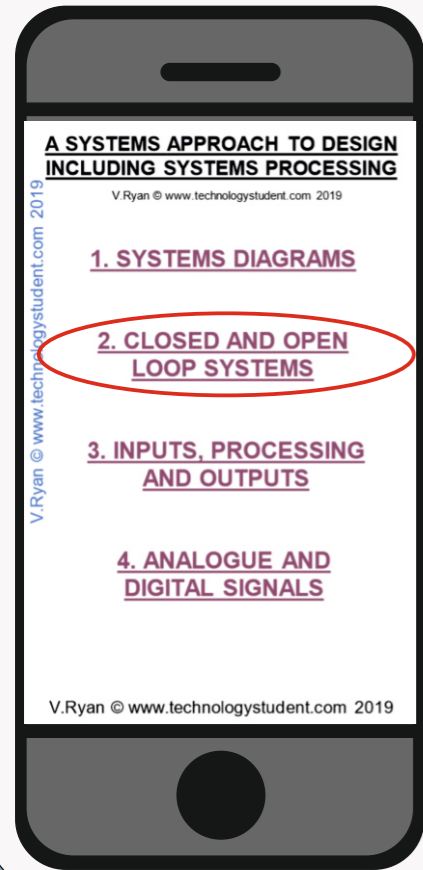 A SYSTEMS APPROACH TO DESIGN
INCLUDING SYSTEMS PROCESSING
V.Ryan © www.technologystudent.com 2019
V.Ryan © www.technologystudent.com 2019
1. SYSTEMS DIAGRAMS
2. CLOSED AND OPEN
LOOP SYSTEMS
3. INPUTS, PROCESSING
AND OUTPUTS
4. ANALOGUE AND
DIGITAL SIGNALS
V.Ryan © www.technologystudent.com 2019